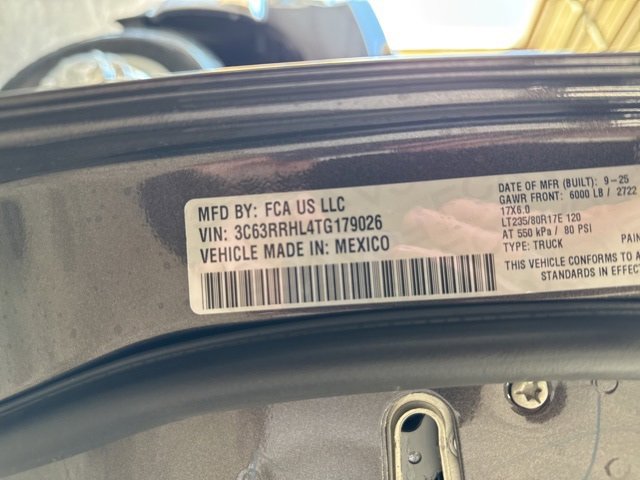 MFD BY: FCA US LLC
VIN: 3C63RRHL4TG179026
VEHICLE MADE IN: MEXICO
DATE OF MFR (BUILT): 9-25
GAWR FRONT: 6000 LB / 2722
17X6.0
LT235/80R17E 120
AT 550 kPa / 80 PSI
TYPE: TRUCK PAIN
THIS VEHICLE CONFORMS
STANDARDS IN EFFECT